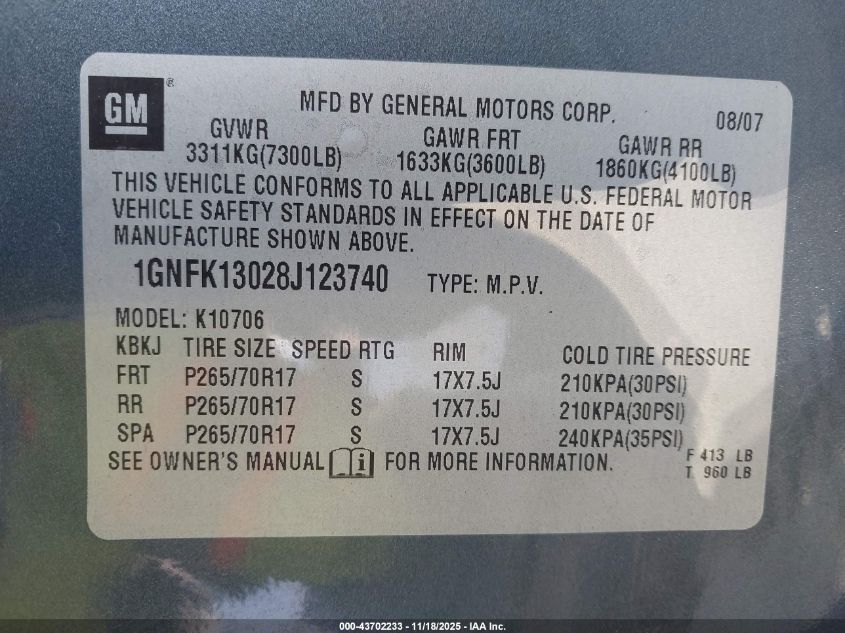 GM®
MFD BY GENERAL MOTORS CORP. 08/07
GVWR GAWR FRT GAWR RR
3311KG(7300LB) 1633KG(3600LB) 1860KG(4100LB)
THIS VEHICLE CONFORMS TO ALL APPLICABLE U.S. FEDERAL MOTOR
VEHICLE SAFETY STANDARDS IN EFFECT ON THE DATE OF
MANUFACTURE SHOWN ABOVE.
1GNFK13028J123740 TYPE: M.P.V.
MODEL: K10706
KBKJ TIRE SIZE SPEED RTG RIM COLD TIRE PRESSURE
FRT P265/70R17 S 17X7.5J 210KPA(30PSI)
RR P265/70R17 S 17X7.5J 210KPA(30PSI)
SPA P265/70R17 S 17X7.5J 240KPA(35PSI)
SEE OWNER'S MANUAL i FOR MORE INFORMATION. F 413 LB
T 960 LB
000-43702233 - 11/18/2025 - IAA Inc.